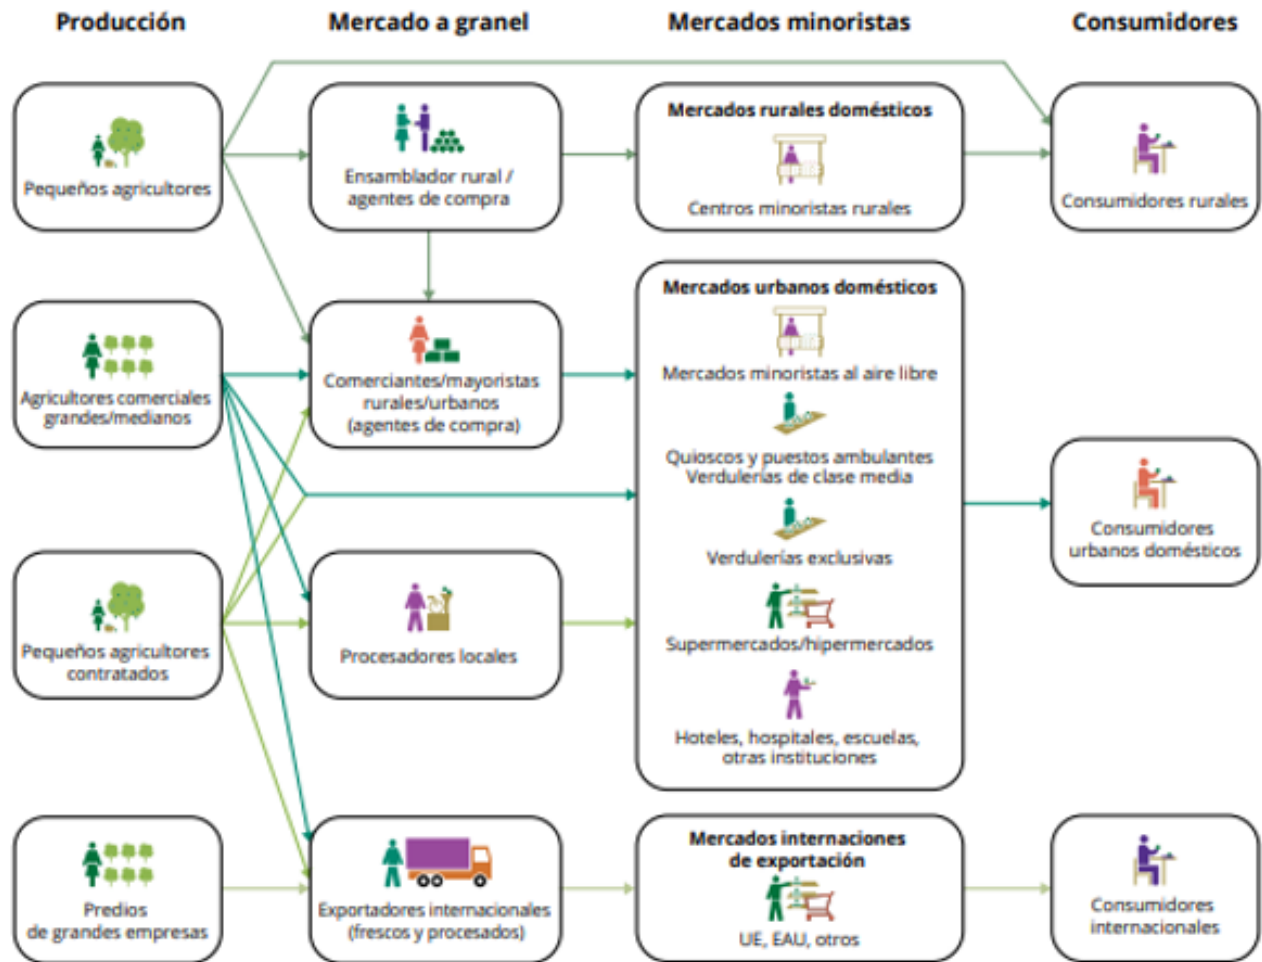 Producción
Mercado a granel
Mercados minoristas
Consumidores
Pequeños agricultores
Ensamblador rural /
agentes de compra
Mercados rurales domésticos
Centros minoristas rurales
Consumidores rurales
Agricultores comerciales
grandes/medianos
Comerciantes/mayoristas
rurales/urbanos
(agentes de compra)
Mercados urbanos domésticos
Mercados minoristas al aire libre
Quioscos y puestos ambulantes
Verdulerías de clase media
Verdulerías exclusivas
Supermercados/hipermercados
Hoteles, hospitales, escuelas,
otras instituciones
Consumidores
urbanos domésticos
Pequeños agricultores
contratados
Procesadores locales
Predios
de grandes empresas
Exportadores internacionales
(frescos y procesados)
Mercados internaciones
de exportación
UE, EAU, otros
Consumidores
internacionales